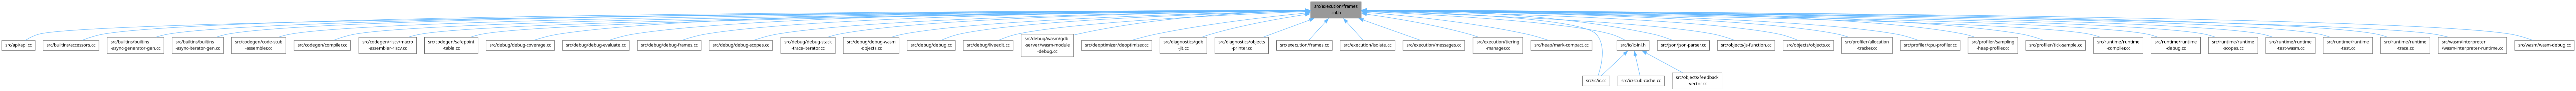 src/execution/frames
-inl.h
src/api/api.cc
src/builtins/accessors.cc
src/builtins/builtins
-async-generator-gen.cc
src/builtins/builtins
-async-iterator-gen.cc
src/codegen/code-stub
-assembler.cc
src/codegen/compiler.cc
src/codegen/riscv/macro
-assembler-riscv.cc
src/codegen/safepoint
-table.cc
src/debug/debug-coverage.cc
src/debug/debug-evaluate.cc
src/debug/debug-frames.cc
src/debug/debug-scopes.cc
src/debug/debug-stack
-trace-iterator.cc
src/debug/debug-wasm
-objects.cc
src/debug/debug.cc
src/debug/liveedit.cc
src/debug/wasm/gdb
-server/wasm-module
-debug.cc
src/deoptimizer/deoptimizer.cc
src/diagnostics/gdb
-jit.cc
src/diagnostics/objects
-printer.cc
src/execution/frames.cc
src/execution/isolate.cc
src/execution/messages.cc
src/execution/tiering
-manager.cc
src/heap/mark-compact.cc
src/ic/ic-inl.h
src/json/json-parser.cc
src/objects/js-function.cc
src/objects/objects.cc
src/profiler/allocation
-tracker.cc
src/profiler/cpu-profiler.cc
src/profiler/sampling
-heap-profiler.cc
src/profiler/tick-sample.cc
src/runtime/runtime
-compiler.cc
src/runtime/runtime
-debug.cc
src/runtime/runtime
-scopes.cc
src/runtime/runtime
-test-wasm.cc
src/runtime/runtime
-test.cc
src/runtime/runtime
-trace.cc
src/wasm/interpreter
/wasm-interpreter-runtime.cc
src/wasm/wasm-debug.cc
src/ic/ic.cc
src/ic/stub-cache.cc
src/objects/feedback
-vector.cc